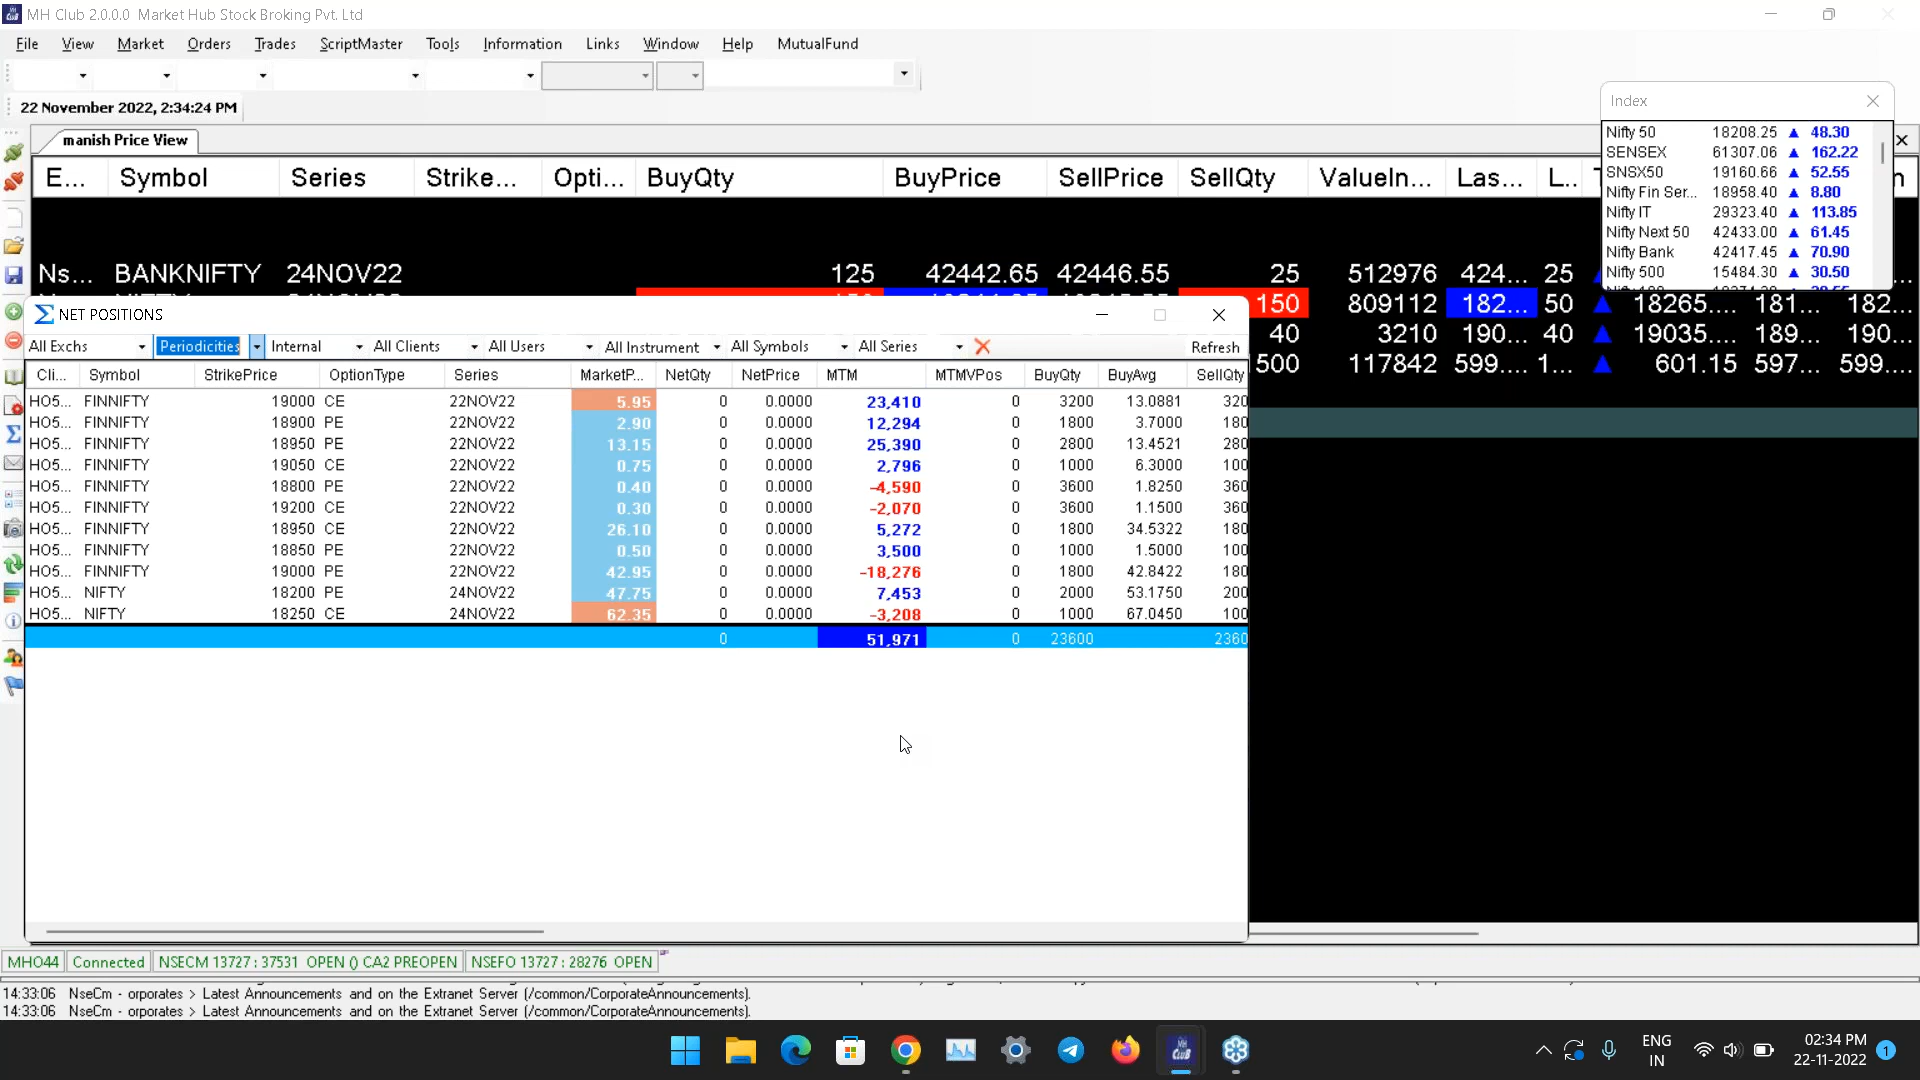 MH Club 2.0.0.0 Market Hub Stock Broking Pvt. Ltd
File View Market Orders Trades ScriptMaster Tools Information Links Window Help MutualFund
22 November 2022, 2:34:24 PM
manish Price View
E... Symbol Series Strike... Opti... BuyQty BuyPrice SellPrice SellQty ValueIn... Las... L..
Ns... BANKNIFTY 24NOV22 125 42442.65 42446.55 25 512976 424... 25
150 809112 182... 50 ▲ 18265.... 181... 182...
40 3210 190... 40 ▲ 19035.... 189... 190...
500 117842 599.... 1... ▲ 601.15 597... 599....
Index
Nifty 50 18208.25 ▲ 48.30
SENSEX 61307.06 ▲ 162.22
SNSX50 19160.66 ▲ 52.55
Nifty Fin Ser... 18958.40 ▲ 8.80
Nifty IT 29323.40 ▲ 113.85
Nifty Next 50 42433.00 ▲ 61.45
Nifty Bank 42417.45 ▲ 70.90
Nifty 500 15484.30 ▲ 30.50
NET POSITIONS
All Exchs Periodicities Internal All Clients All Users All Instrument All Symbols All Series Refresh
Cli... Symbol StrikePrice OptionType Series MarketP... NetQty NetPrice MTM MTMVPos BuyQty BuyAvg SellQty
HO5... FINNIFTY 19000 CE 22NOV22 5.95 0 0.0000 23,410 0 3200 13.0881 320
HO5... FINNIFTY 18900 PE 22NOV22 2.90 0 0.0000 12,294 0 1800 3.7000 180
HO5... FINNIFTY 18950 PE 22NOV22 13.15 0 0.0000 25,390 0 2800 13.4521 280
HO5... FINNIFTY 19050 CE 22NOV22 0.75 0 0.0000 2,796 0 1000 6.3000 100
HO5... FINNIFTY 18800 PE 22NOV22 0.40 0 0.0000 -4,590 0 3600 1.8250 360
HO5... FINNIFTY 19200 CE 22NOV22 0.30 0 0.0000 -2,070 0 3600 1.1500 360
HO5... FINNIFTY 18950 CE 22NOV22 26.10 0 0.0000 5,272 0 1800 34.5322 180
HO5... FINNIFTY 18850 PE 22NOV22 0.50 0 0.0000 3,500 0 1000 1.5000 100
HO5... FINNIFTY 19000 PE 22NOV22 42.95 0 0.0000 -18,276 0 1800 42.8422 180
HO5... NIFTY 18200 PE 24NOV22 47.75 0 0.0000 7,453 0 2000 53.1750 200
HO5... NIFTY 18250 CE 24NOV22 62.35 0 0.0000 -3,208 0 1000 67.0450 100
0 51,971 0 23600 2360
MHO44 Connected NSECM 13727 : 37531 OPEN () CA2 PREOPEN NSEFO 13727 : 28276 OPEN
14:33:06 NseCm - orporates > Latest Announcements and on the Extranet Server (/common/CorporateAnnouncements).
14:33:06 NseCm - orporates > Latest Announcements and on the Extranet Server (/common/CorporateAnnouncements).
MH CLUB
ENG
IN
02:34 PM
22-11-2022
1